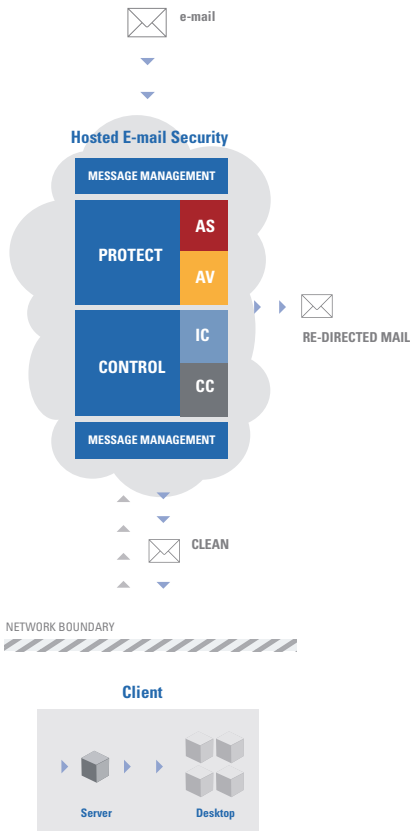 e-mail
Hosted E-mail Security
MESSAGE MANAGEMENT
PROTECT
AS
AV
RE-DIRECTED MAIL
CONTROL
IC
CC
MESSAGE MANAGEMENT
CLEAN
NETWORK BOUNDARY
Client
Server
Desktop